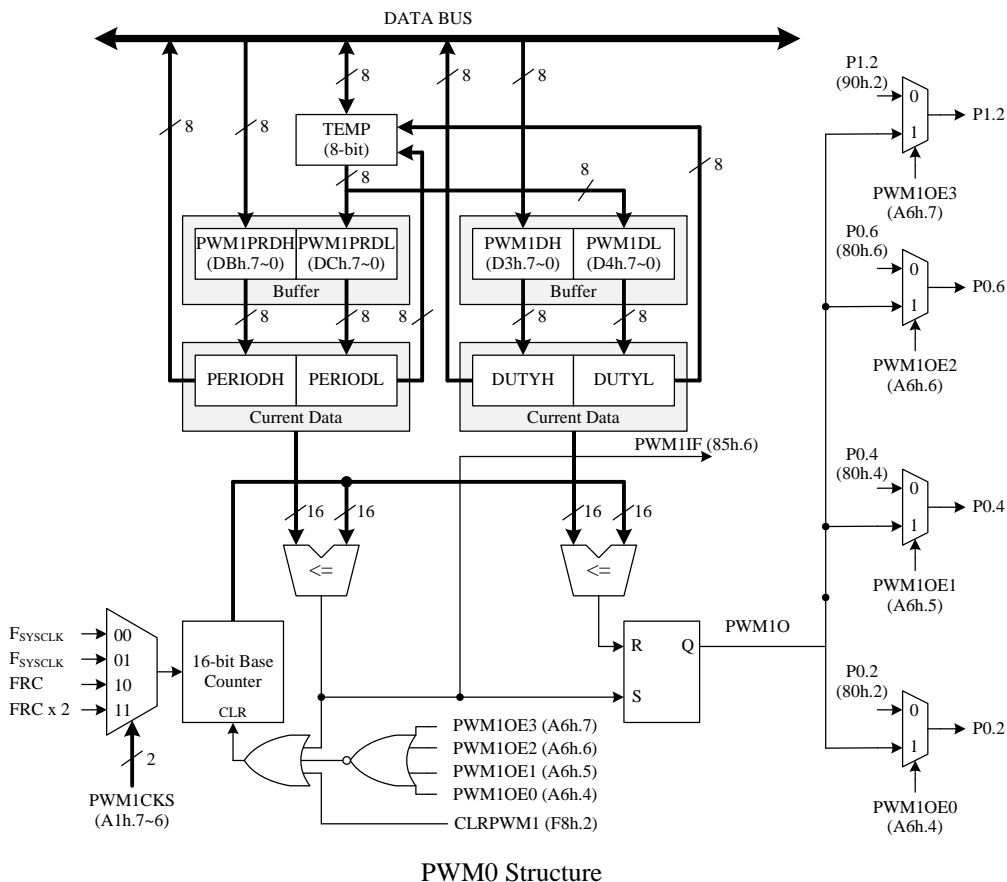 DATA BUS
8
8
8
8
8
TEMP
(8-bit)
8
8
8
PWM1PRDH
(DBh.7~0)
PWM1PRDL
(DCh.7~0)
Buffer
PWM1DH
(D3h.7~0)
PWM1DL
(D4h.7~0)
Buffer
8
8
8
8
8
PERIODH
PERIODL
Current Data
DUTYH
DUTYL
Current Data
PWM1IF (85h.6)
16
16
16
16
<=
<=
FSYSCLK
FSYSCLK
FRC
FRC x 2
00
01
10
11
2
PWM1CKS
(A1h.7~6)
16-bit Base
Counter
CLR
R
S
Q
PWM1O
PWM1OE3 (A6h.7)
PWM1OE2 (A6h.6)
PWM1OE1 (A6h.5)
PWM1OE0 (A6h.4)
CLRPWM1 (F8h.2)
P1.2
(90h.2)
0
1
P1.2
PWM1OE3
(A6h.7)
P0.6
(80h.6)
0
1
P0.6
PWM1OE2
(A6h.6)
P0.4
(80h.4)
0
1
P0.4
PWM1OE1
(A6h.5)
P0.2
(80h.2)
0
1
P0.2
PWM1OE0
(A6h.4)
PWM0 Structure